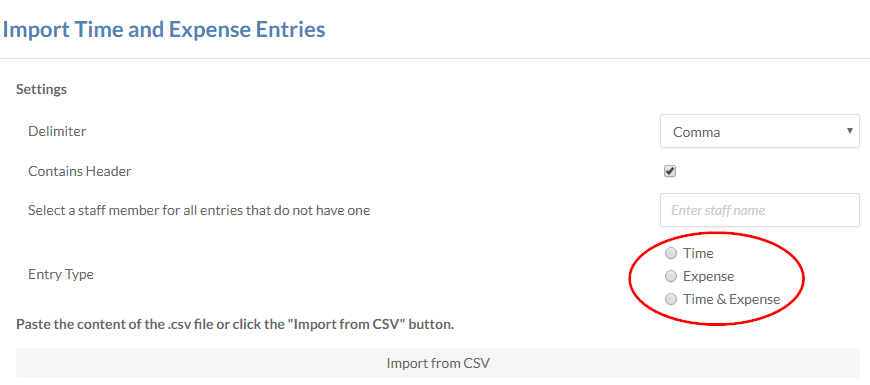 Import Time and Expense Entries
Settings
Delimiter
Comma
Contains Header
Select a staff member for all entries that do not have one
Enter staff name
Entry Type
Time
Expense
Time & Expense
Paste the content of the .csv file or click the "Import from CSV" button.
Import from CSV